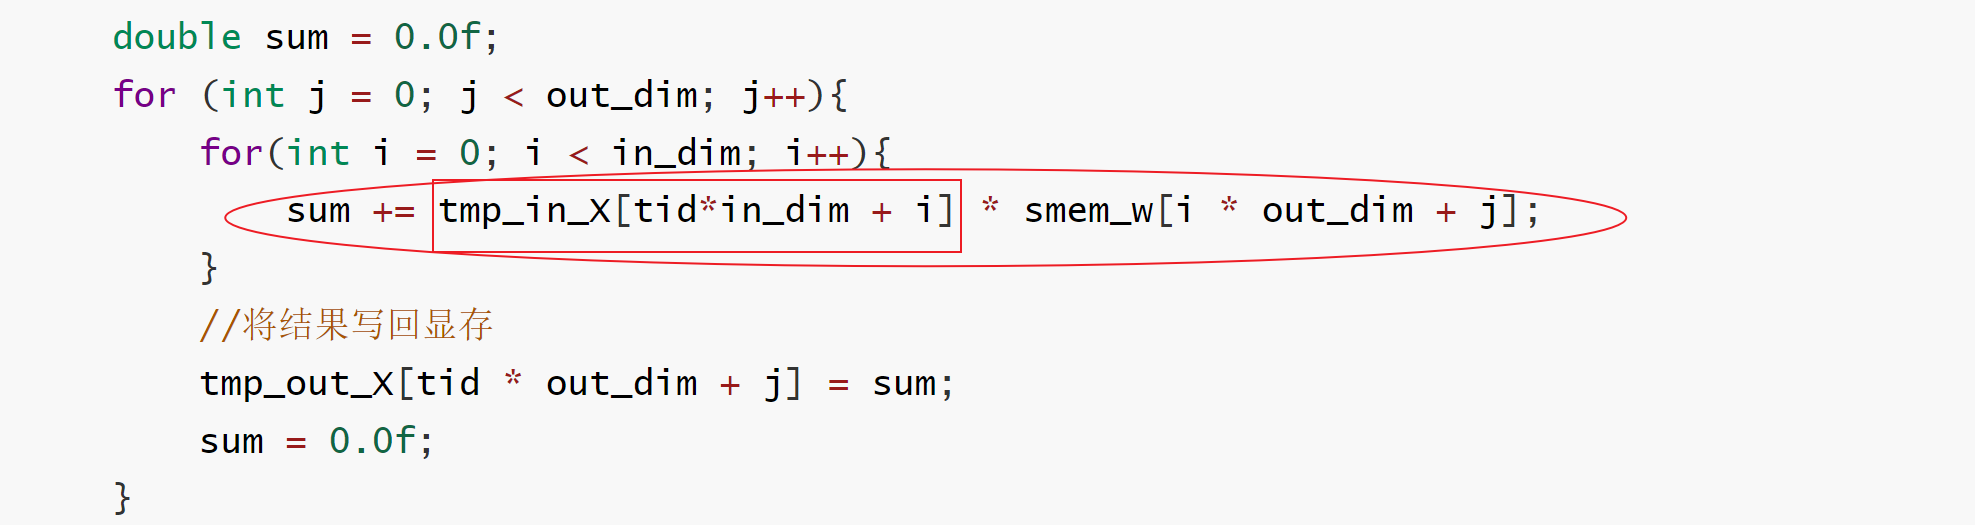 double sum = 0.0f;
for (int j = 0; j < out_dim; j++){
for(int i = 0; i < in_dim; i++){
sum += tmp_in_X[tid*in_dim + i] * smem_w[i * out_dim + j];
}
//将结果写回显存
tmp_out_X[tid * out_dim + j] = sum;
sum = 0.0f;
}